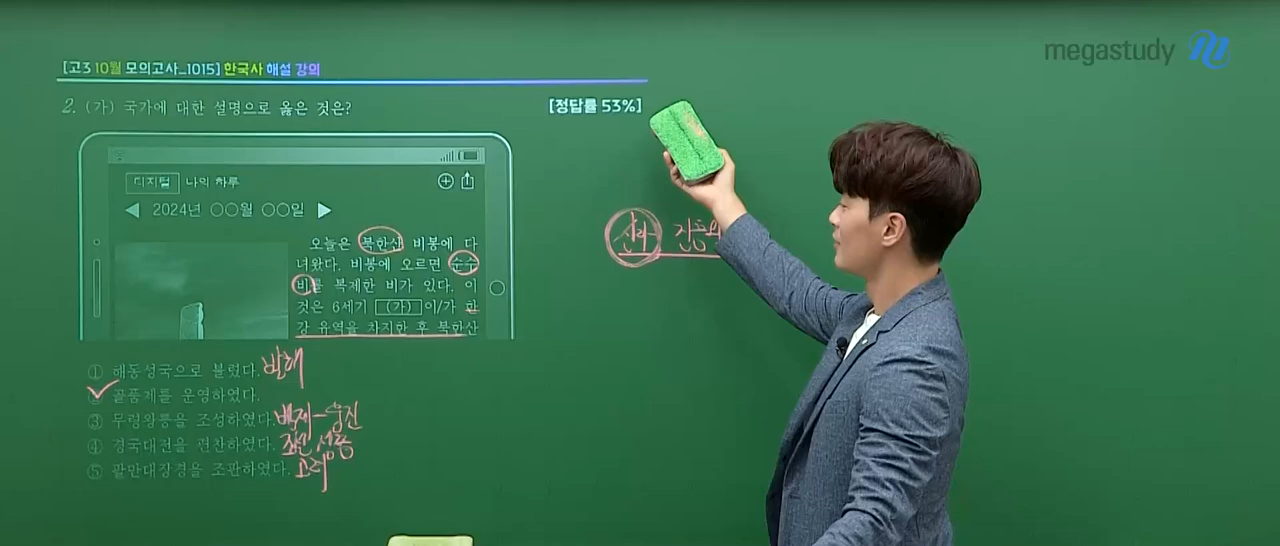 megastudy
[고3 10월 모의고사_1015] 한국사 해설 강의
2. (가) 국가에 대한 설명으로 옳은 것은?
[정답률 53%]
디지털 나의 하루
2024년 ○○월 ○○일
오늘은 북한산 비봉에 다
녀왔다. 비봉에 오르면 순수
비를 복제한 비가 있다. 이
것은 6세기 (가) 이/가 한
강 유역을 차지한 후 북한산
신라 진흥왕
① 해동성국으로 불렸다. 발해
② 골품제를 운영하였다.
③ 무령왕릉을 조성하였다. 백제-웅진
④ 경국대전을 편찬하였다. 조선 성종
⑤ 팔만대장경을 조판하였다. 고려